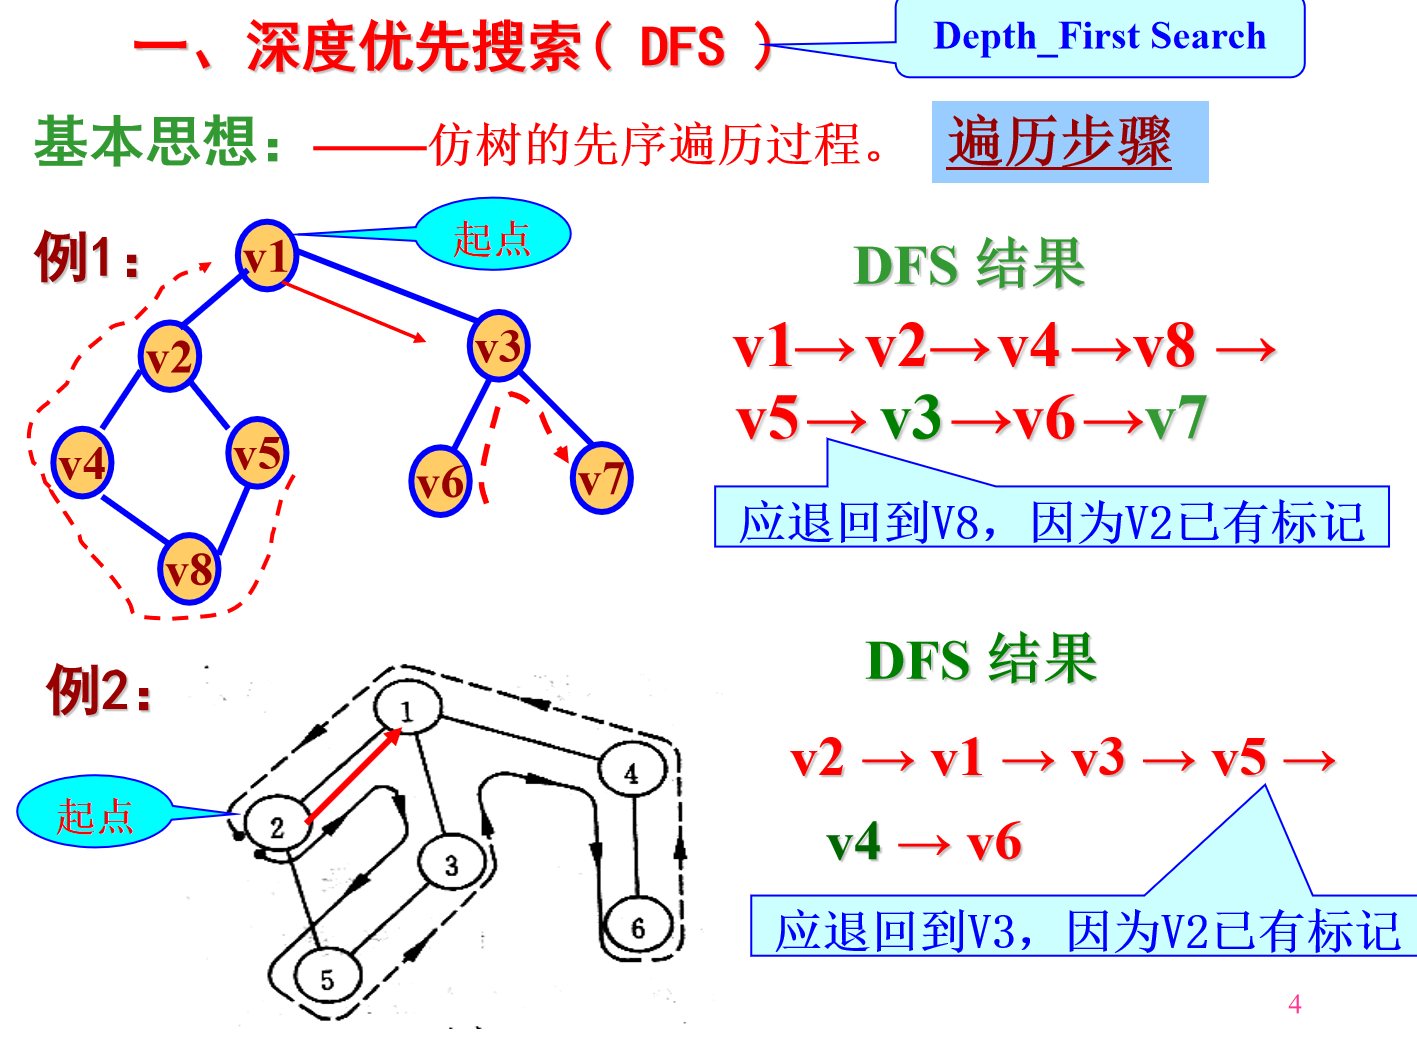 一、深度优先搜索( DFS )
Depth_First Search
基本思想：——仿树的先序遍历过程。
遍历步骤
例1：
起点
v1
v2
v3
v4
v5
v6
v7
v8
DFS 结果
v1→v2→v4→v8→
v5→v3→v6→v7
应退回到V8，因为V2已有标记
例2：
起点
1
2
3
4
5
6
DFS 结果
v2 → v1 → v3 → v5 →
v4 → v6
应退回到V3，因为V2已有标记
4